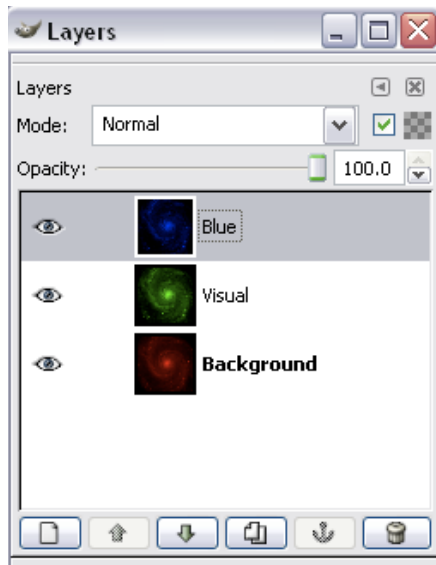 Layers
Layers
Mode: Normal
Opacity: 100.0
Blue
Visual
Background